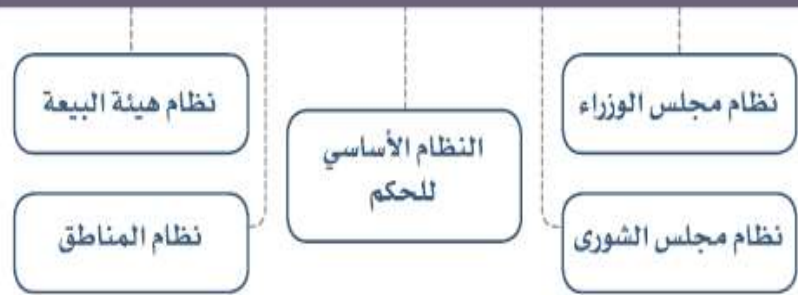 نظام مجلس الوزراء
نظام هيئة البيعة
النظام الأساسي
للحكم
نظام مجلس الشورى
نظام المناطق